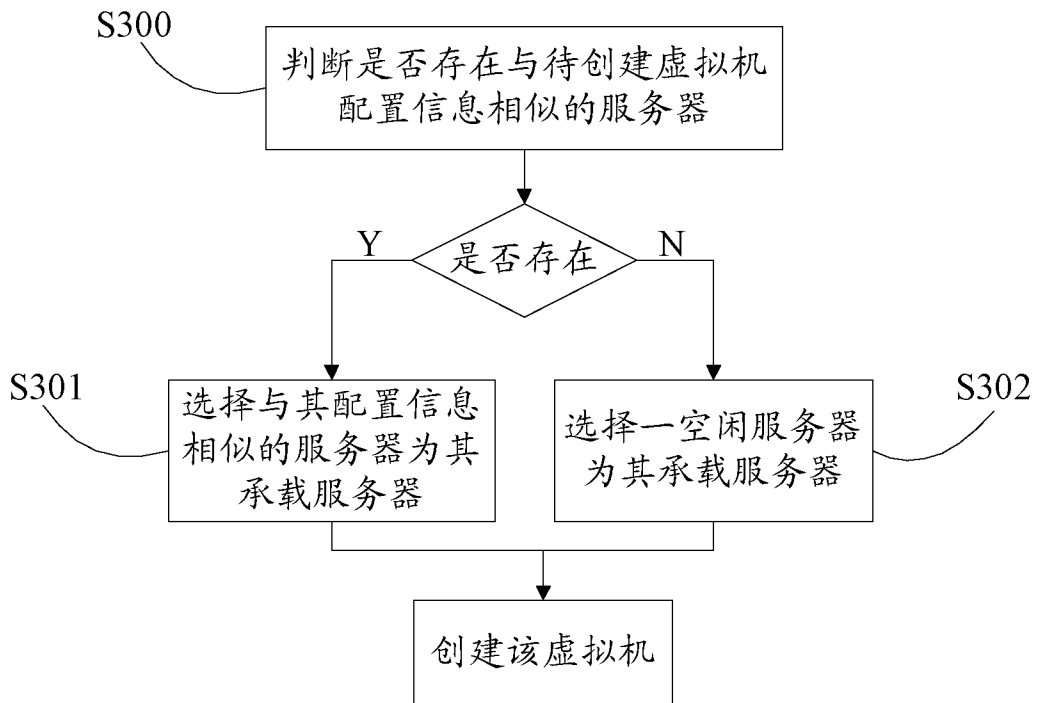 S300
判断是否存在与待创建虚拟机
配置信息相似的服务器
Y
是否存在
N
S301
选择与其配置信息
相似的服务器为其
承载服务器
S302
选择一空闲服务器
为其承载服务器
创建该虚拟机